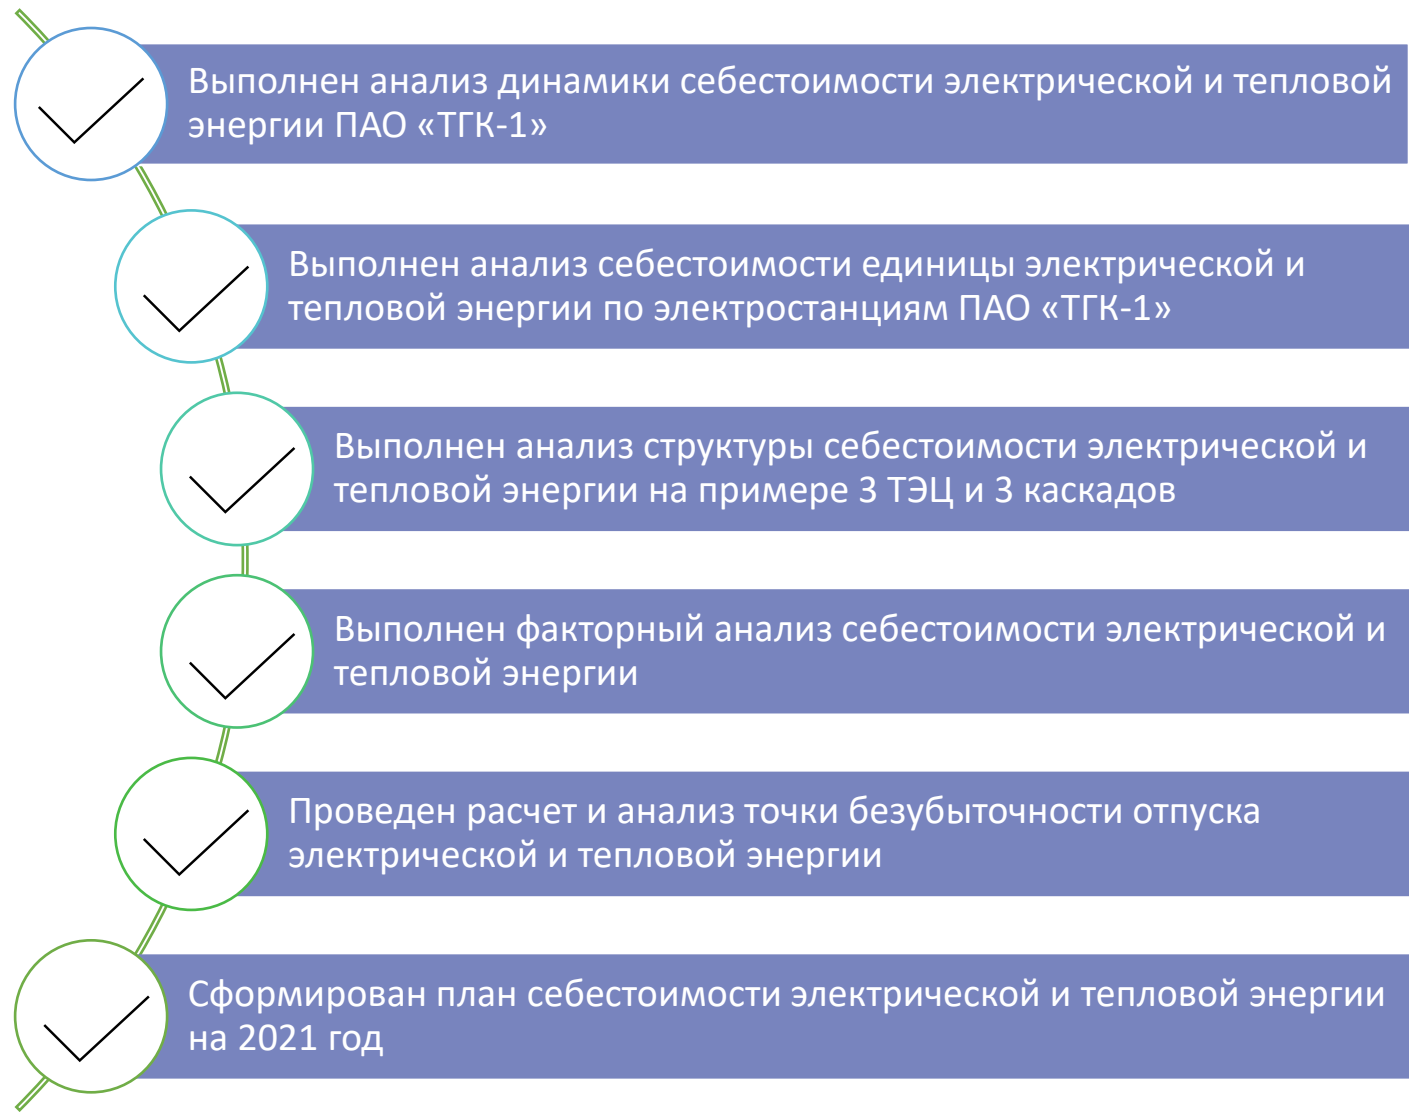 Выполнен анализ динамики себестоимости электрической и тепловой
энергии ПАО «ТГК-1»
Выполнен анализ себестоимости единицы электрической и
тепловой энергии по электростанциям ПАО «ТГК-1»
Выполнен анализ структуры себестоимости электрической и
тепловой энергии на примере 3 ТЭЦ и 3 каскадов
Выполнен факторный анализ себестоимости электрической и
тепловой энергии
Проведен расчет и анализ точки безубыточности отпуска
электрической и тепловой энергии
Сформирован план себестоимости электрической и тепловой энергии
на 2021 год